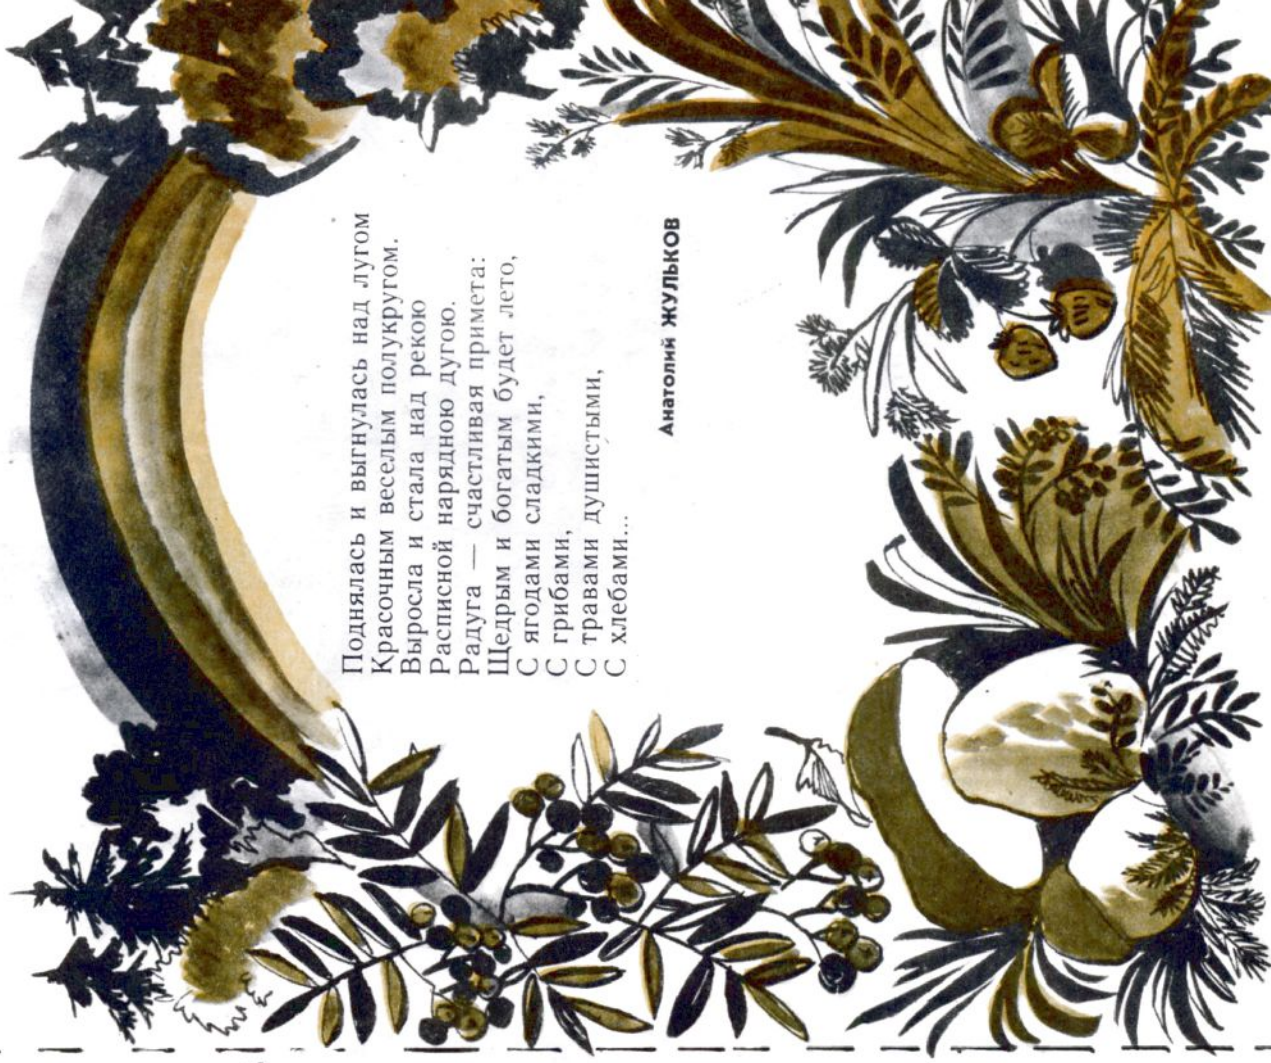 Поднялась и выгнулась над лугом
Красочным веселым полукругом.
Выросла и стала над рекою
Расписной нарядною дугою.
Радуга — счастливая примета:
Щедрым и богатым будет лето,
С ягодами сладкими,
С грибами,
С травами душистыми,
С хлебами...
Анатолий ЖУЛЬКОВ